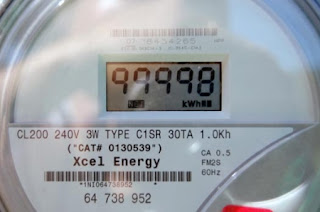 99998
kWh
CL200 240V 3W TYPE C1SR 30TA 1.0Kh
("CAT# 0130539")
CA 0.5
Xcel Energy
FM2S
60Hz
64 738 952